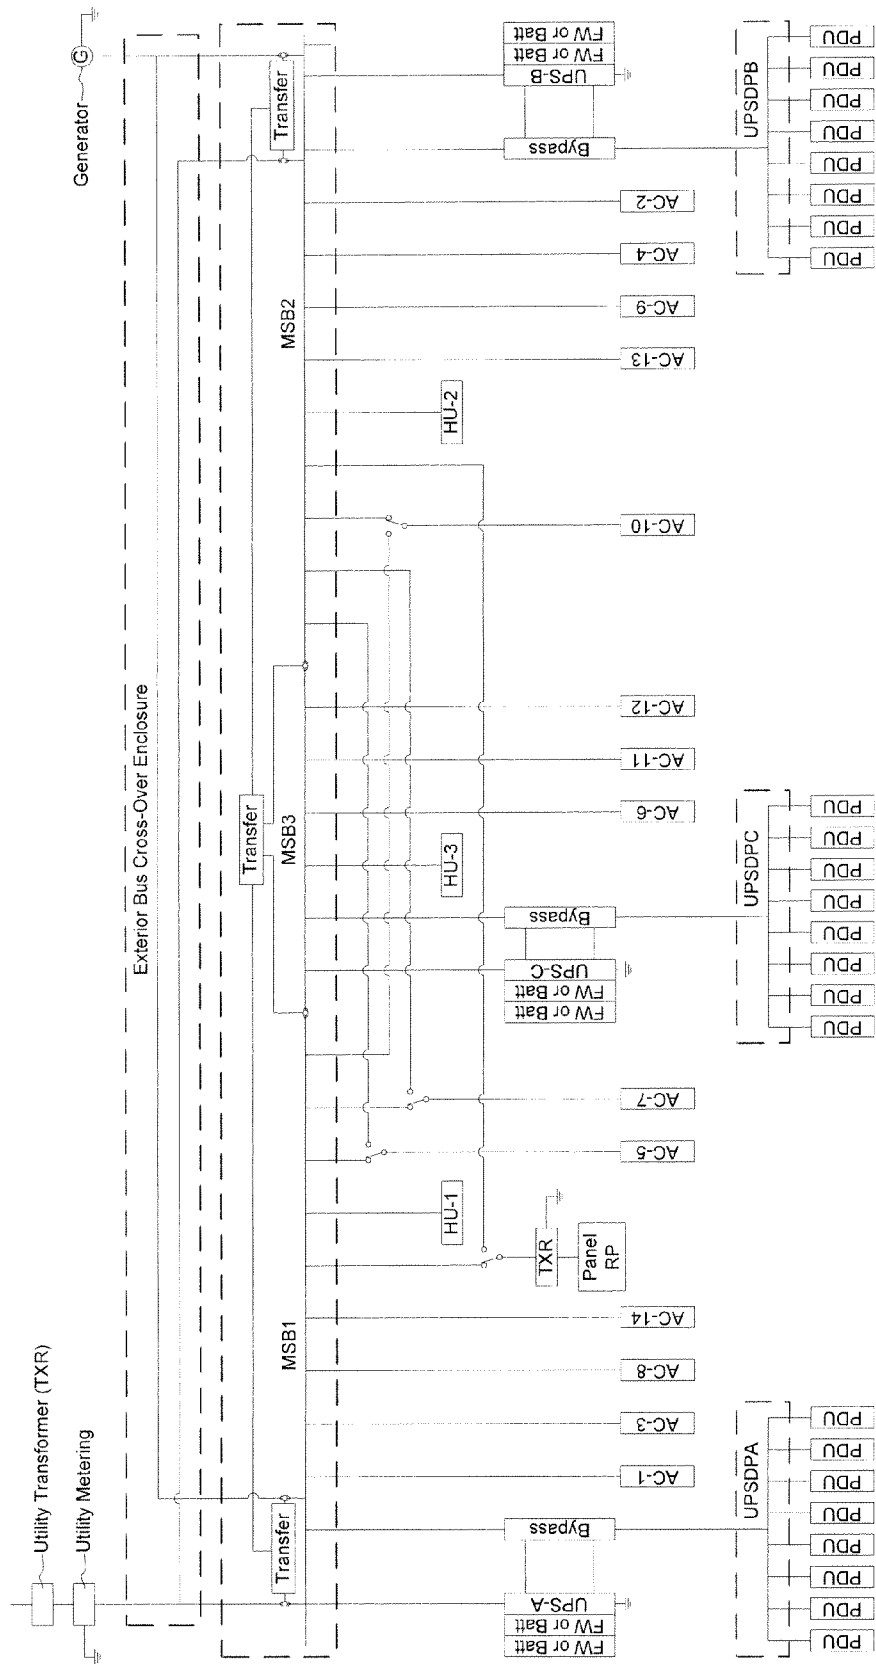 Generator
G
Utility Transformer (TXR)
Utility Metering
Exterior Bus Cross-Over Enclosure
Transfer
Transfer
Transfer
MSB1
MSB3
MSB2
UPS-A
FW or Batt
FW or Batt
Bypass
AC-1
AC-3
AC-8
AC-14
TXR
Panel
RP
HU-1
AC-5
AC-7
FW or Batt
FW or Batt
UPS-C
Bypass
HU-3
AC-6
AC-11
AC-12
AC-10
HU-2
AC-13
AC-9
AC-4
AC-2
Bypass
UPS-B
FW or Batt
FW or Batt
UPSDPA
PDU
PDU
PDU
PDU
PDU
PDU
PDU
PDU
UPSDPC
PDU
PDU
PDU
PDU
PDU
PDU
PDU
PDU
UPSDPB
PDU
PDU
PDU
PDU
PDU
PDU
PDU
PDU